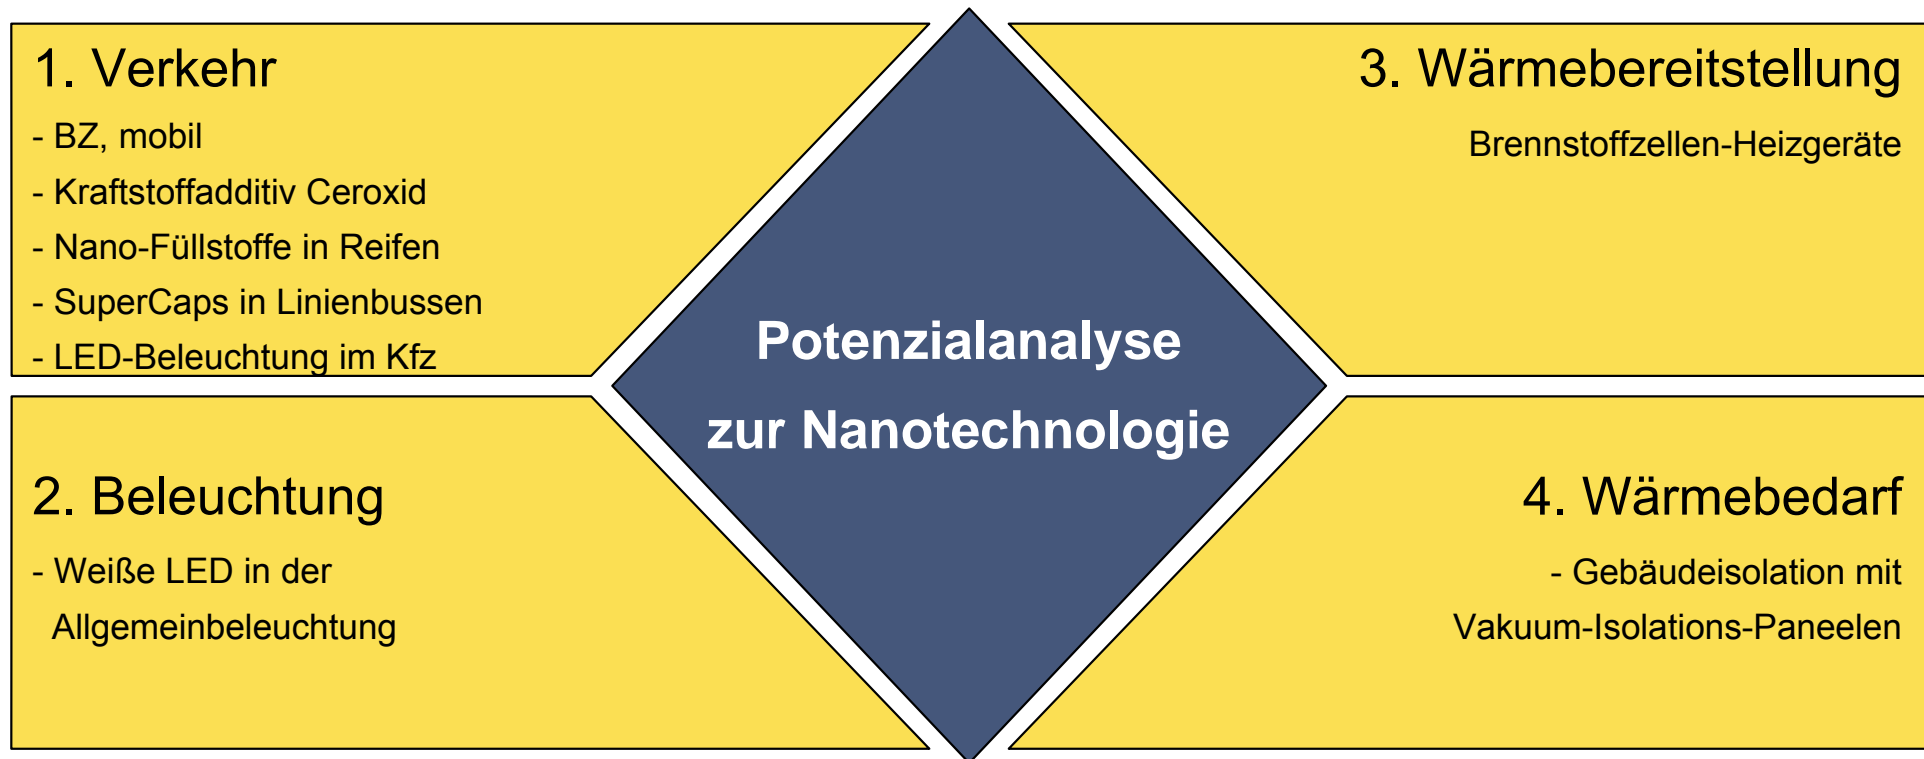 1. Verkehr
- BZ, mobil
- Kraftstoffadditiv Ceroxid
- Nano-Füllstoffe in Reifen
- SuperCaps in Linienbussen
- LED-Beleuchtung im Kfz
2. Beleuchtung
- Weiße LED in der
Allgemeinbeleuchtung
Potenzialanalyse
zur Nanotechnologie
3. Wärmebereitstellung
Brennstoffzellen-Heizgeräte
4. Wärmebedarf
- Gebäudeisolation mit
Vakuum-Isolations-Paneelen